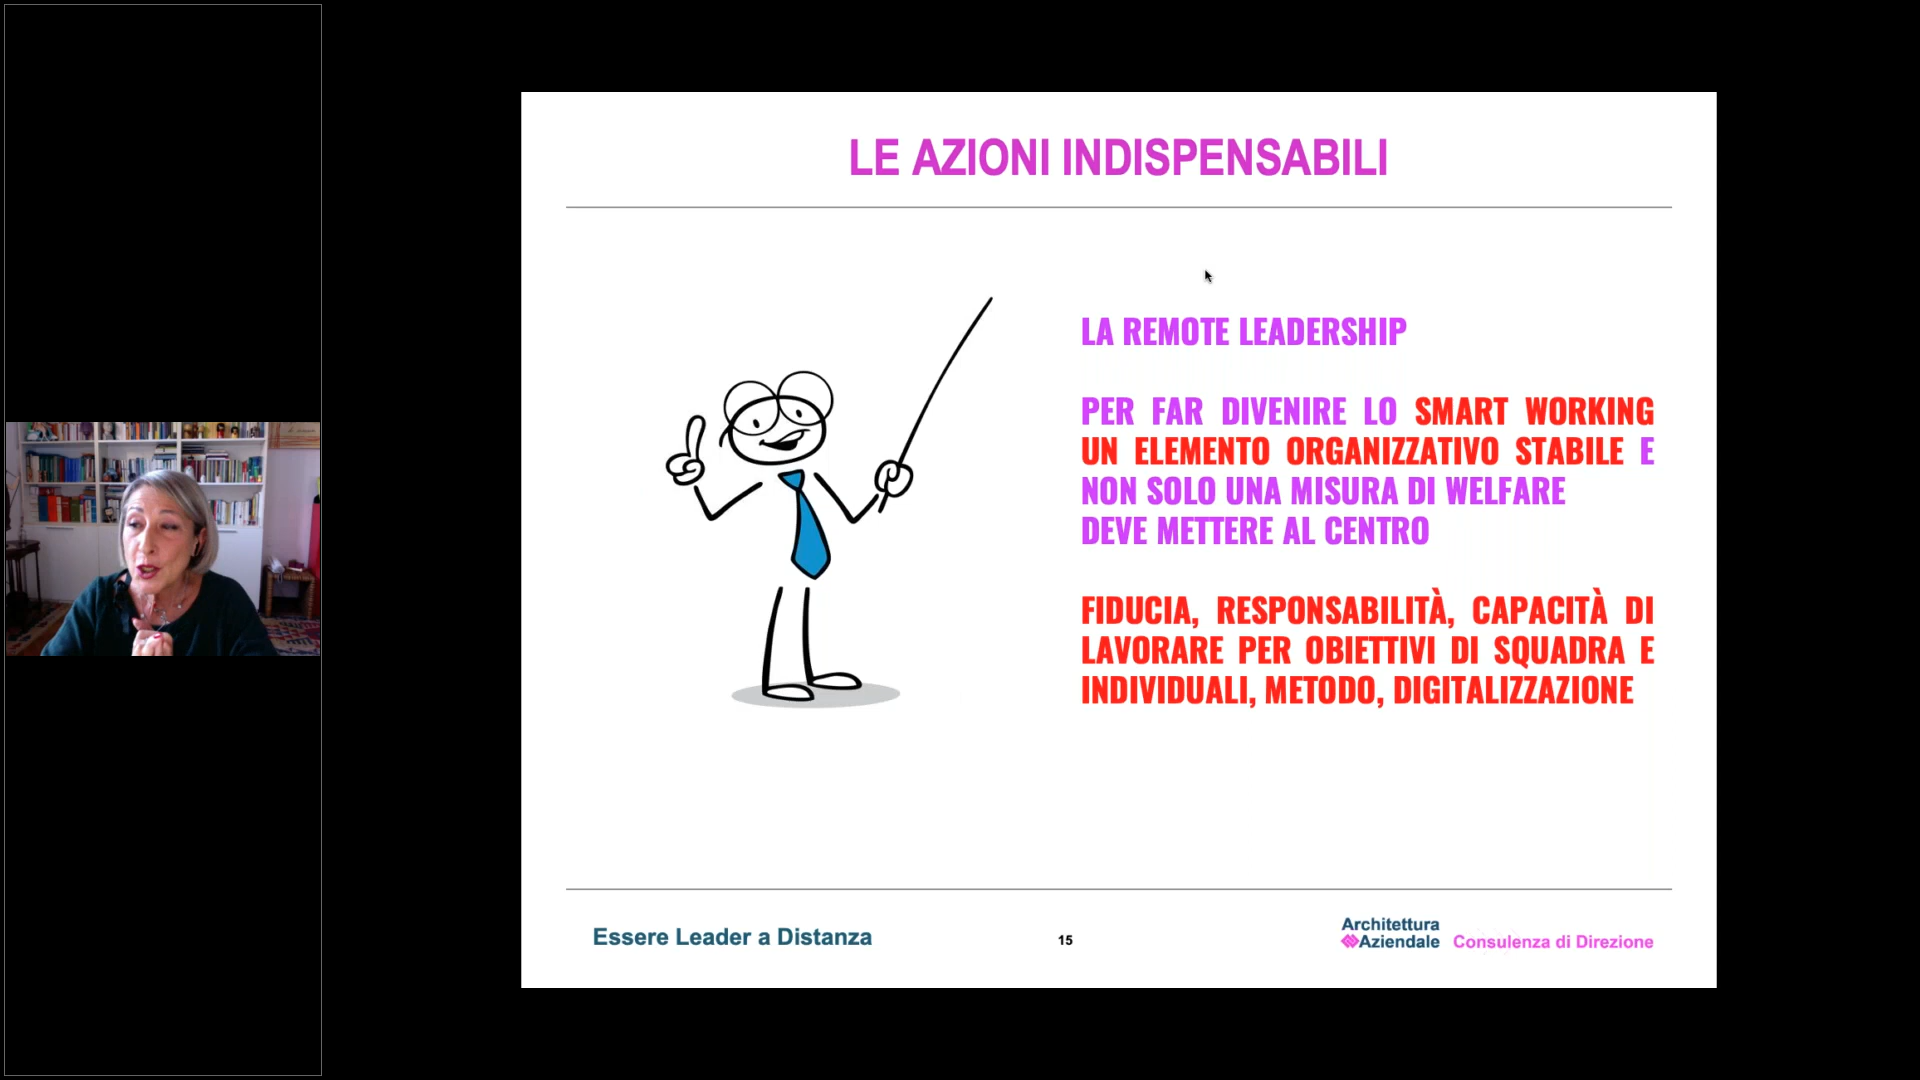 LE AZIONI INDISPENSABILI
LA REMOTE LEADERSHIP
PER FAR DIVENIRE LO SMART WORKING
UN ELEMENTO ORGANIZZATIVO STABILE E
NON SOLO UNA MISURA DI WELFARE
DEVE METTERE AL CENTRO
FIDUCIA, RESPONSABILITÀ, CAPACITÀ DI
LAVORARE PER OBIETTIVI DI SQUADRA E
INDIVIDUALI, METODO, DIGITALIZZAZIONE
Essere Leader a Distanza
15
Architettura
Aziendale Consulenza di Direzione